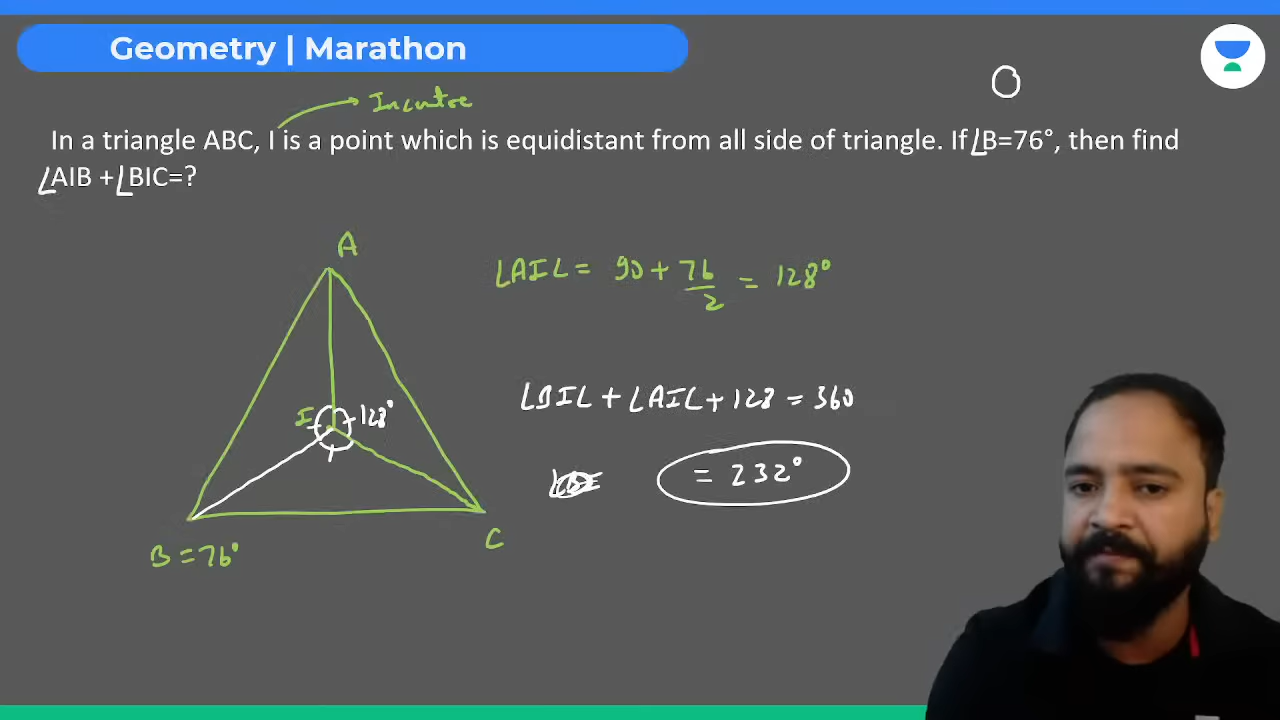 Geometry | Marathon
O
Incentre
In a triangle ABC, I is a point which is equidistant from all side of triangle. If ∠B=76°, then find
∠AIB +∠BIC=?
A
∠AIC = 90 + 76/2 = 128°
∠BIC + ∠AIC + 128 = 360
I 128°
= 232°
C
B = 76°